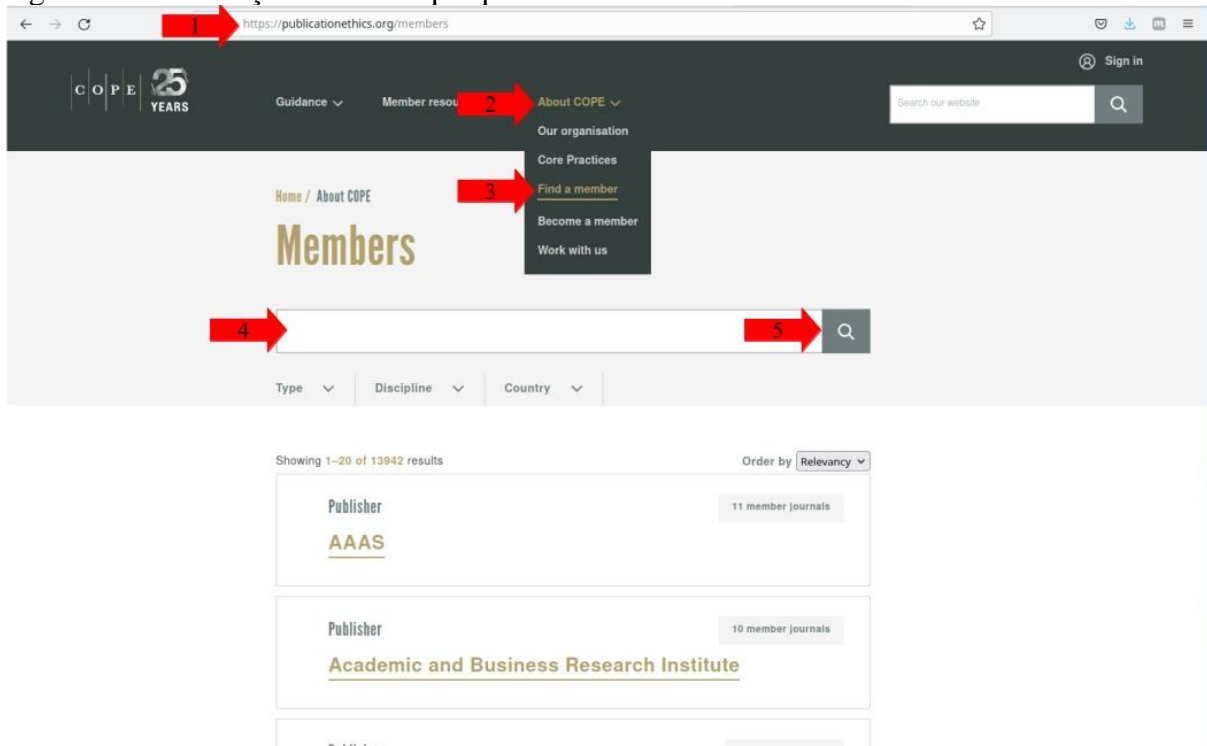 1 https://publicationethics.org/members
Sign in
COPE 25 YEARS
Guidance Member 2 About COPE Search our website
Our organisation
Core Practices
Home / About COPE 3 Find a member
Become a member
Members
Work with us
4 5
Type Discipline Country
Showing 1–20 of 13942 results Order by Relevancy
Publisher 11 member journals
AAAS
Publisher 10 member journals
Academic and Business Research Institute